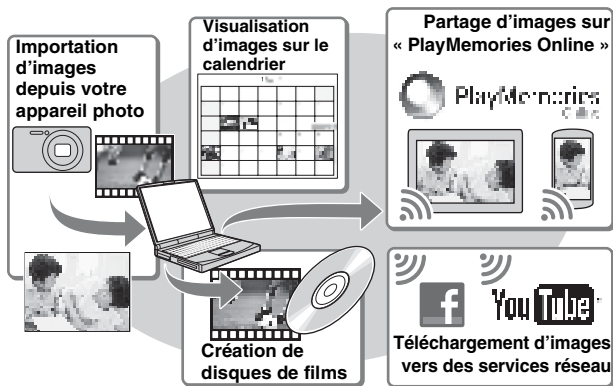 Importation
d'images
depuis votre
appareil photo
Visualisation
d'images sur le
calendrier
Partage d'images sur
« PlayMemories Online »
PlayMemories
Online
Création de
disques de films
f
You Tube
Téléchargement d'images
vers des services réseau